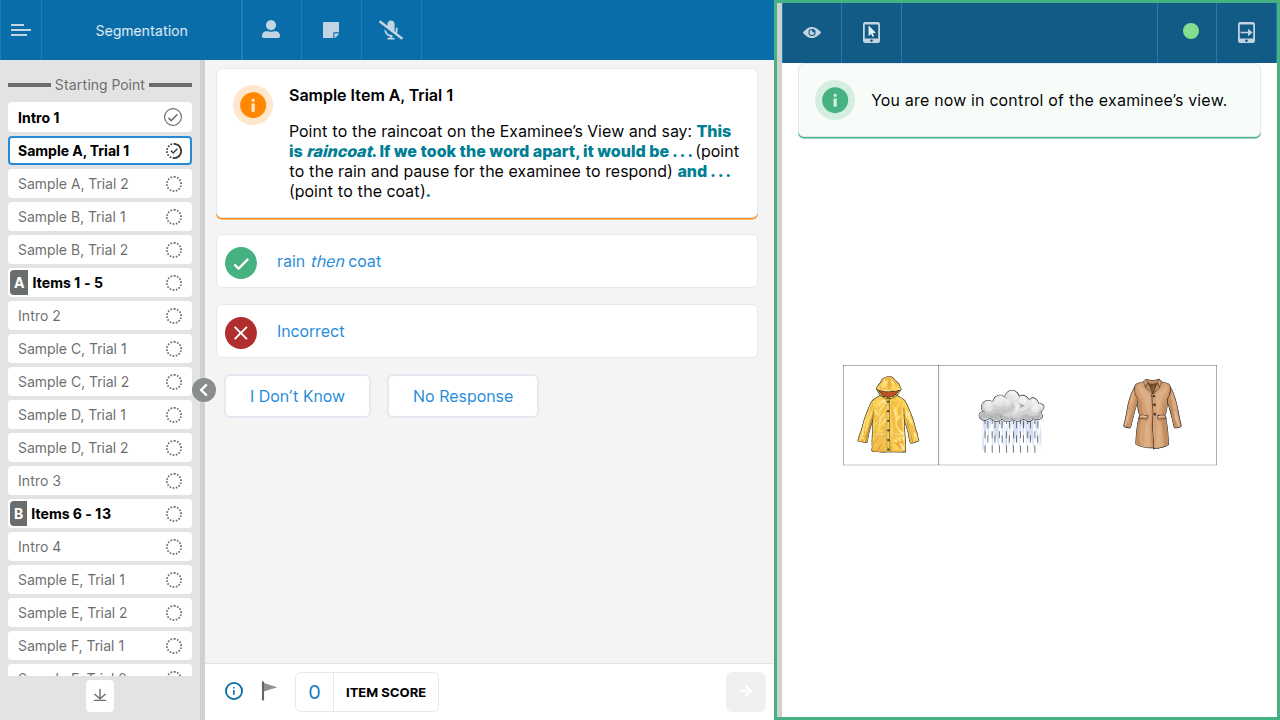 Segmentation
Starting Point
Intro 1
Sample A, Trial 1
Sample A, Trial 2
Sample B, Trial 1
Sample B, Trial 2
A Items 1 - 5
Intro 2
Sample C, Trial 1
Sample C, Trial 2
Sample D, Trial 1
Sample D, Trial 2
Intro 3
B Items 6 - 13
Intro 4
Sample E, Trial 1
Sample E, Trial 2
Sample F, Trial 1
Sample Item A, Trial 1
Point to the raincoat on the Examinee’s View and say: This
is raincoat. If we took the word apart, it would be . . . (point
to the rain and pause for the examinee to respond) and . . .
(point to the coat).
rain then coat
Incorrect
I Don’t Know
No Response
0 ITEM SCORE
You are now in control of the examinee’s view.